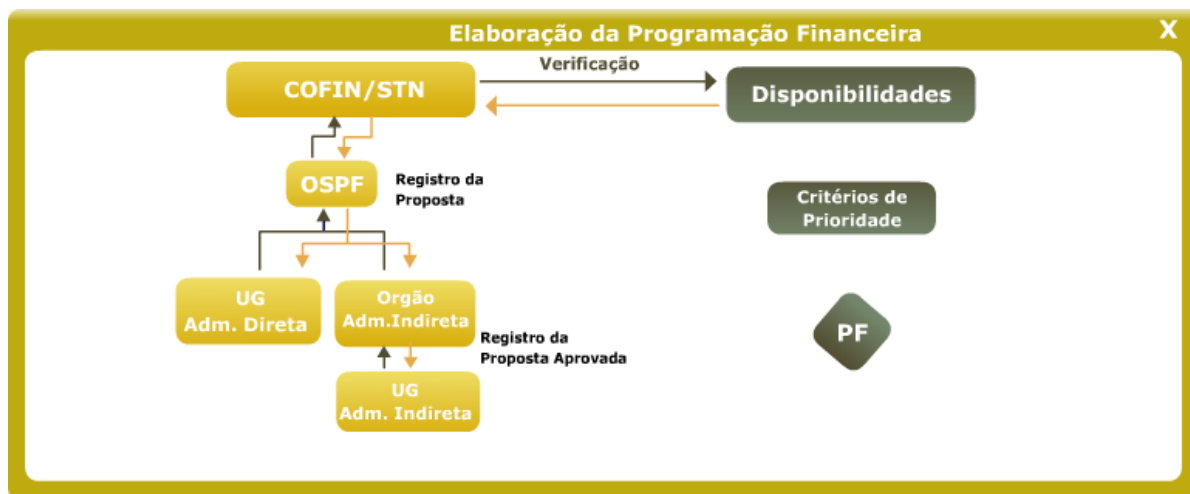 Elaboração da Programação Financeira
X
Verificação
COFIN/STN
Disponibilidades
OSPF
Registro da
Proposta
Critérios de
Prioridade
UG
Adm. Direta
Orgão
Adm.Indireta
Registro da
Proposta Aprovada
PF
UG
Adm. Indireta